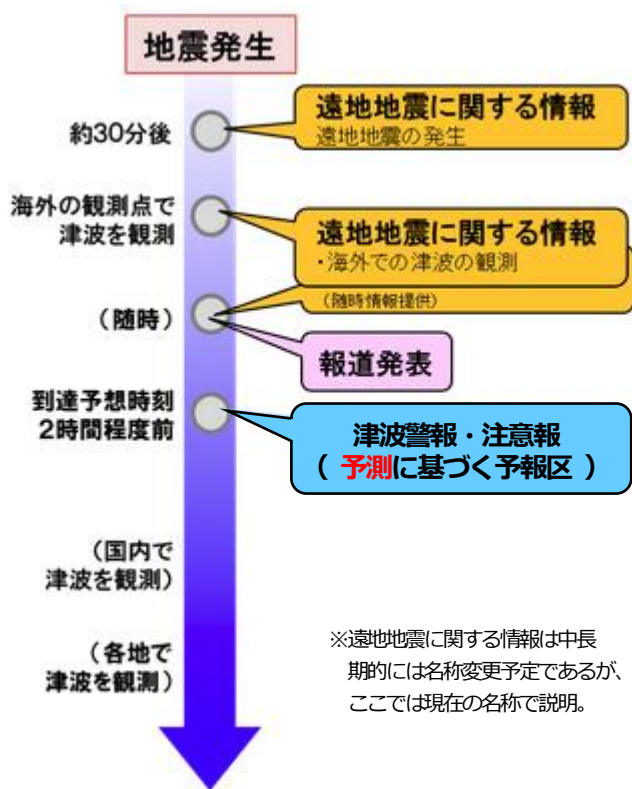 地震発生
約30分後
遠地地震に関する情報
遠地地震の発生
海外の観測点で
津波を観測
遠地地震に関する情報
・海外での津波の観測
(随時情報提供)
(随時)
報道発表
到達予想時刻
2時間程度前
津波警報・注意報
( 予測に基づく予報区 )
(国内で
津波を観測)
(各地で
津波を観測)
※遠地地震に関する情報は中長
期的には名称変更予定であるが、
ここでは現在の名称で説明。